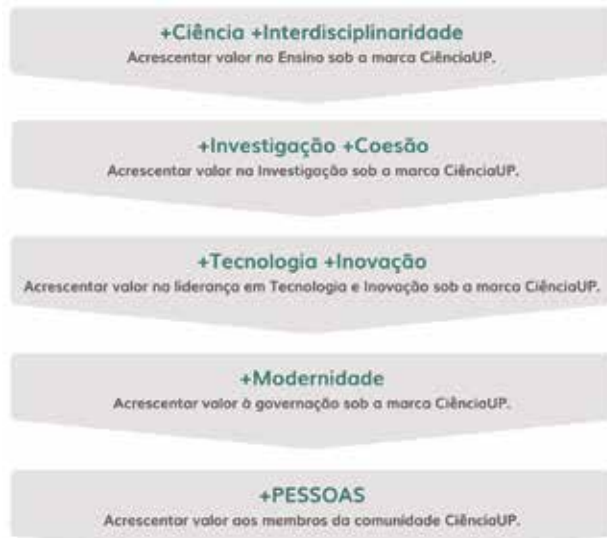 +Ciência +Interdisciplinaridade
Acrescentar valor no Ensino sob a marca CiênciaUP.
+Investigação +Coesão
Acrescentar valor na Investigação sob a marca CiênciaUP.
+Tecnologia +Inovação
Acrescentar valor na liderança em Tecnologia e Inovação sob a marca CiênciaUP.
+Modernidade
Acrescentar valor à governação sob a marca CiênciaUP.
+PESSOAS
Acrescentar valor aos membros da comunidade CiênciaUP.